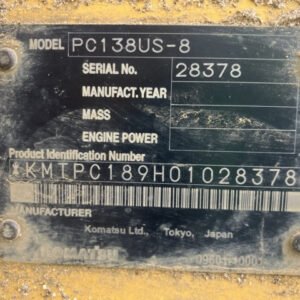 MODEL PC138US-8
SERIAL No. 28378
MANUFACT.YEAR
MASS
ENGINE POWER
Product Identification Number
*KMTPC189H01028378
MANUFACTURER
Komatsu Ltd., Tokyo, Japan
KOMATSU